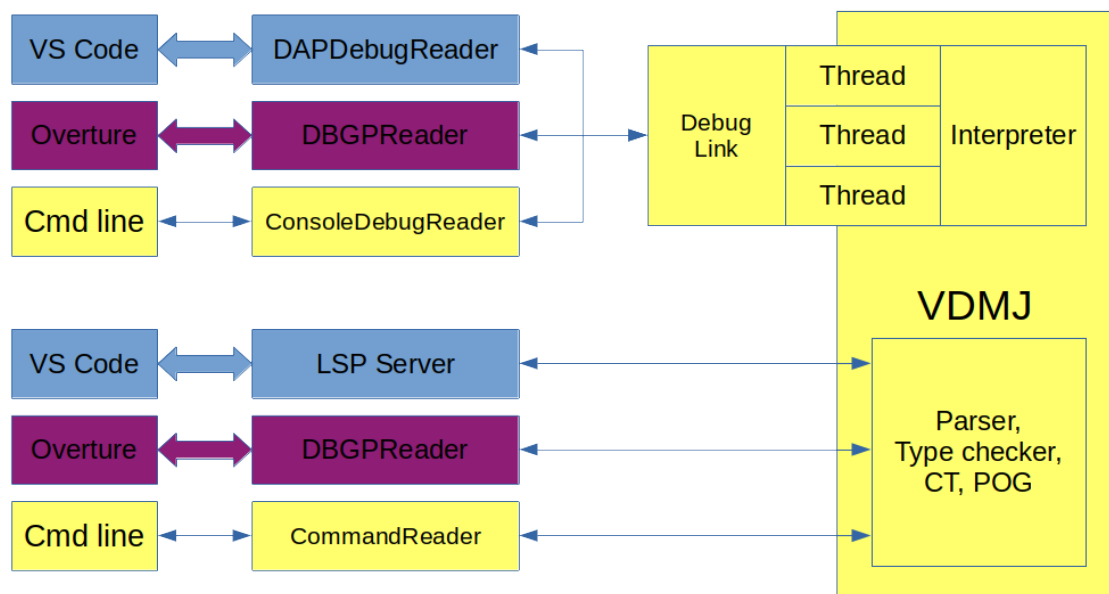 VS Code
DAPDebugReader
Overture
DBGPReader
Cmd line
ConsoleDebugReader
Debug
Link
Thread
Thread
Thread
Interpreter
VDMJ
VS Code
LSP Server
Overture
DBGPReader
Cmd line
CommandReader
Parser,
Type checker,
CT, POG